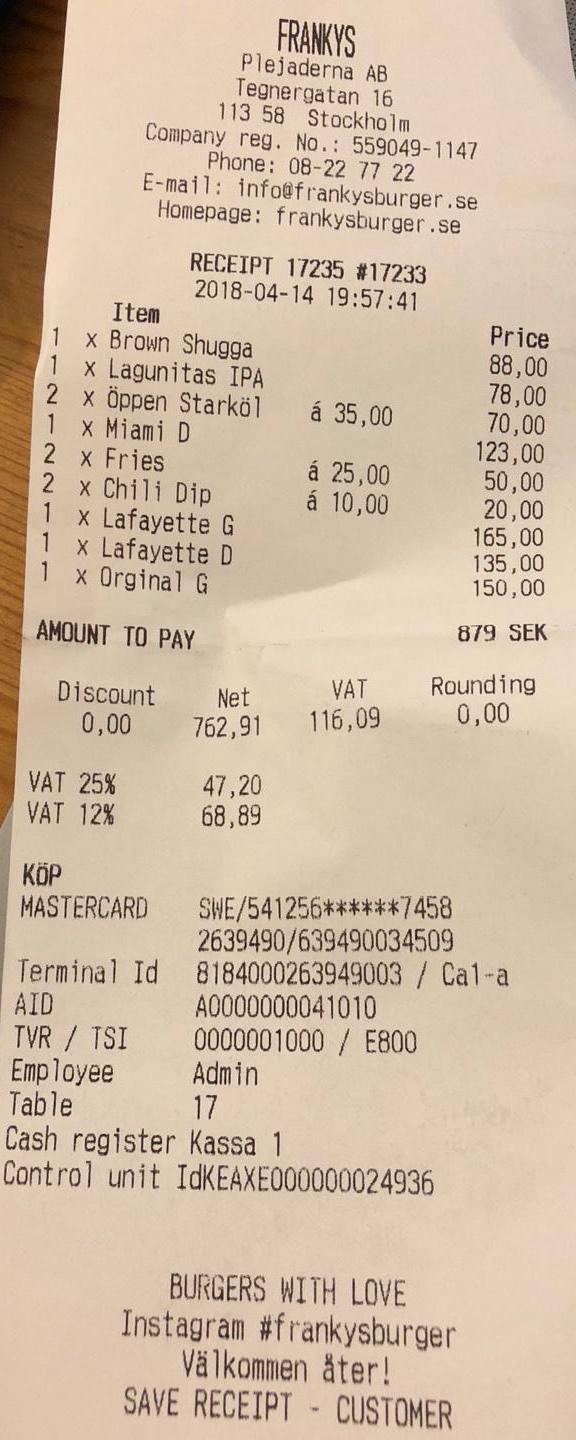 FRANKYS
Plejaderna AB
Tegnergatan 16
113 58 Stockholm
Company reg. No.: 559049-1147
Phone: 08-22 77 22
E-mail: info@frankysburger.se
Homepage: frankysburger.se
RECEIPT 17235 #17233
2018-04-14 19:57:41
Item Price
1 x Brown Shugga 88,00
1 x Lagunitas IPA 78,00
2 x Öppen Starköl á 35,00 70,00
1 x Miami D 123,00
2 x Fries á 25,00 50,00
2 x Chili Dip á 10,00 20,00
1 x Lafayette G 165,00
1 x Lafayette D 135,00
1 x Orginal G 150,00
AMOUNT TO PAY 879 SEK
Discount Net VAT Rounding
0,00 762,91 116,09 0,00
VAT 25% 47,20
VAT 12% 68,89
KÖP
MASTERCARD SWE/541256******7458
2639490/639490034509
Terminal Id 8184000263949003 / Ca1-a
AID A0000000041010
TVR / TSI 0000001000 / E800
Employee Admin
Table 17
Cash register Kassa 1
Control unit IdKEAXE000000024936
BURGERS WITH LOVE
Instagram #frankysburger
Välkommen åter!
SAVE RECEIPT - CUSTOMER